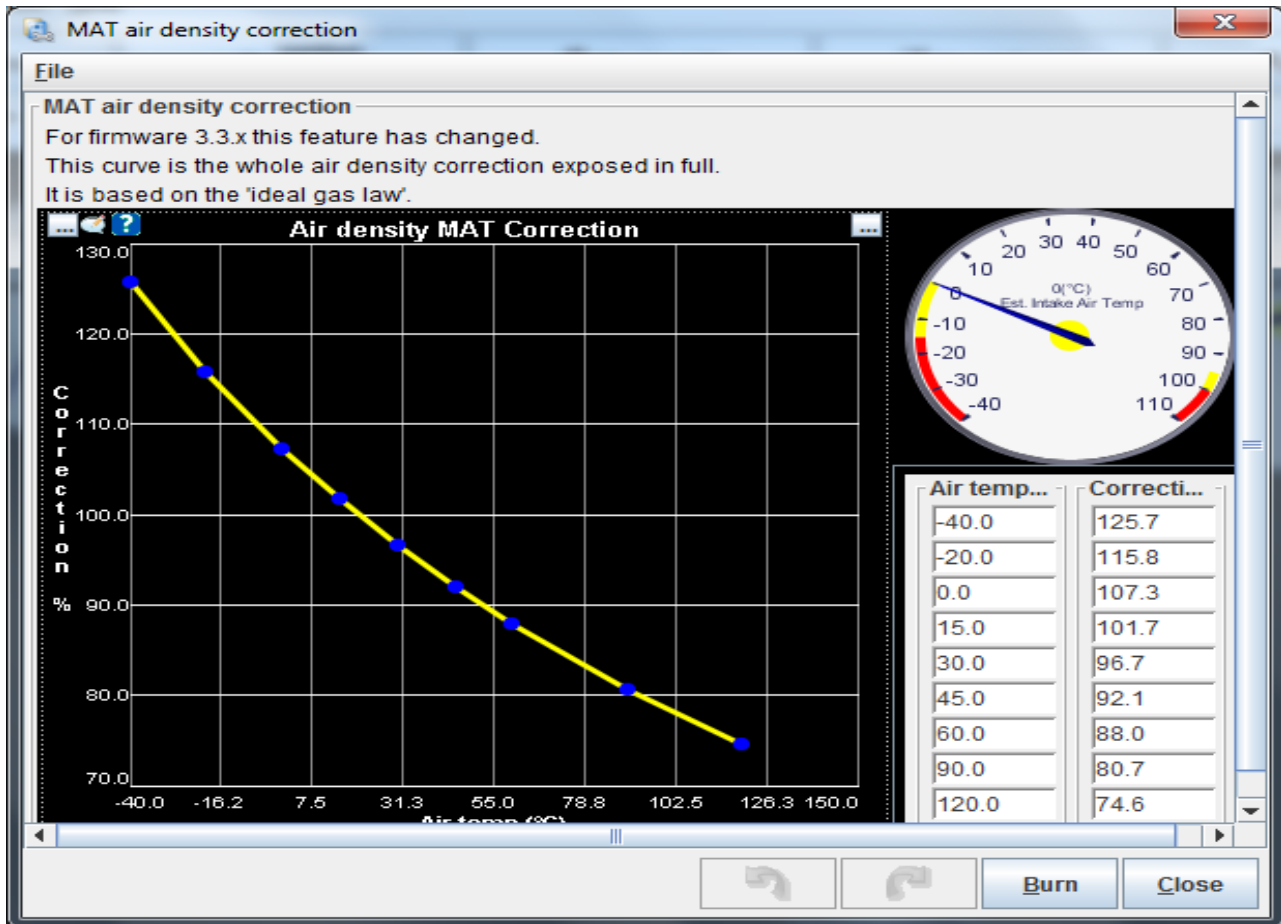 MAT air density correction
File
MAT air density correction
For firmware 3.3.x this feature has changed.
This curve is the whole air density correction exposed in full.
It is based on the 'ideal gas law'.
... ? Air density MAT Correction ...
130.0
120.0
110.0
100.0
90.0
80.0
70.0
Correction %
-40.0 -16.2 7.5 31.3 55.0 78.8 102.5 126.3 150.0
Air temp (ºC)
-40 -30 -20 -10 0 10 20 30 40 50 60 70 80 90 100 110
0(°C)
Est. Intake Air Temp
Air temp... Correcti...
-40.0 125.7
-20.0 115.8
0.0 107.3
15.0 101.7
30.0 96.7
45.0 92.1
60.0 88.0
90.0 80.7
120.0 74.6
Burn Close